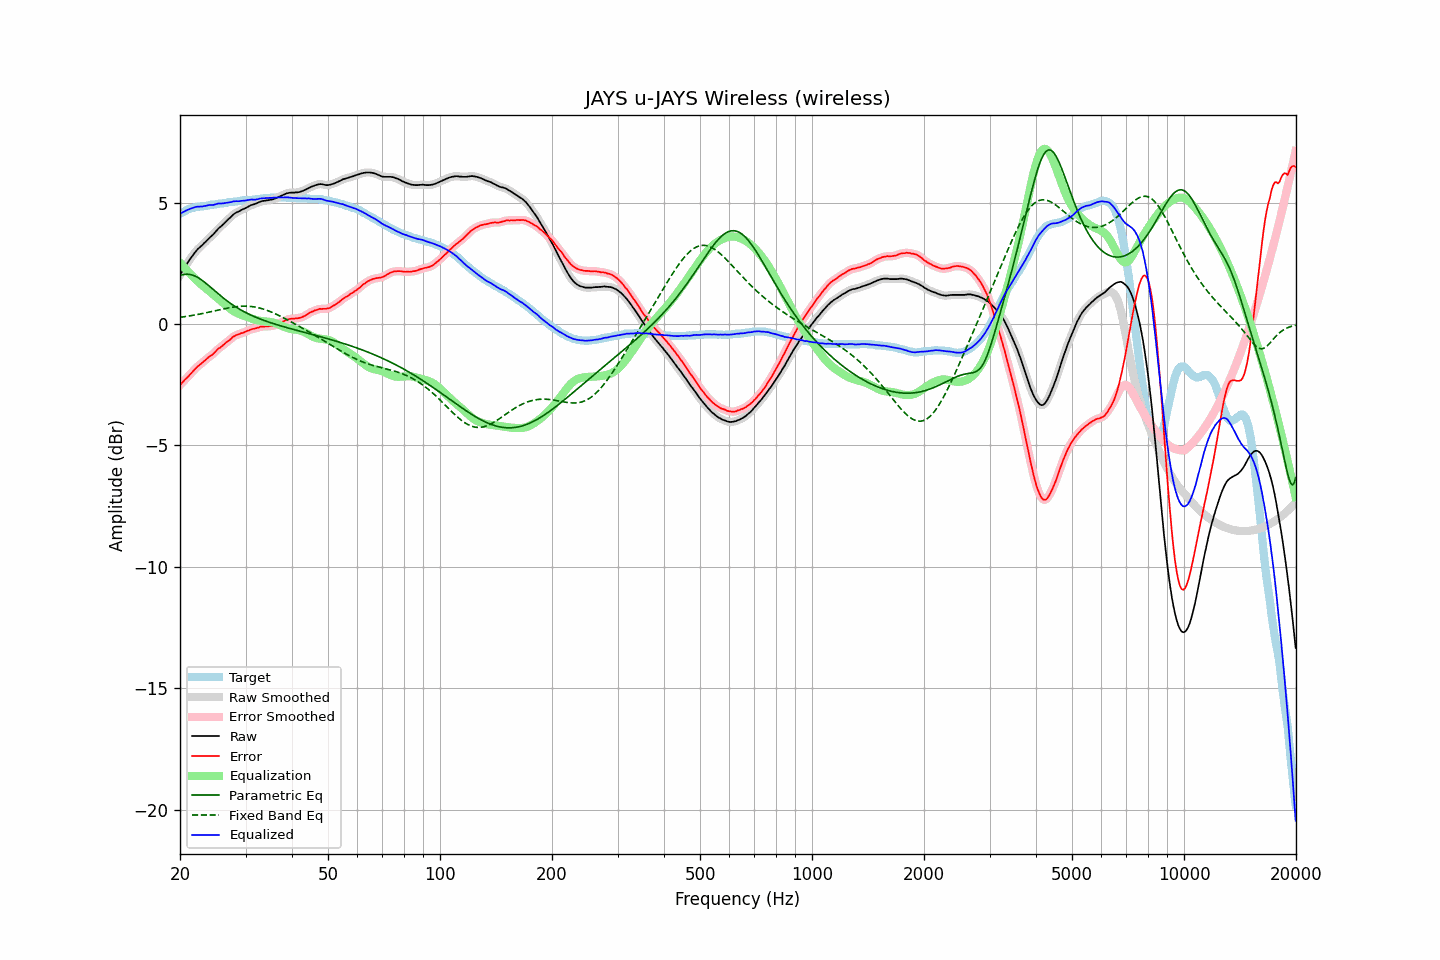 JAYS u-JAYS Wireless (wireless)
Amplitude (dBr)
5
0
−5
−10
−15
−20
Target
Raw Smoothed
Error Smoothed
Raw
Error
Equalization
Parametric Eq
Fixed Band Eq
Equalized
20 50 100 200 500 1000 2000 5000 10000 20000
Frequency (Hz)